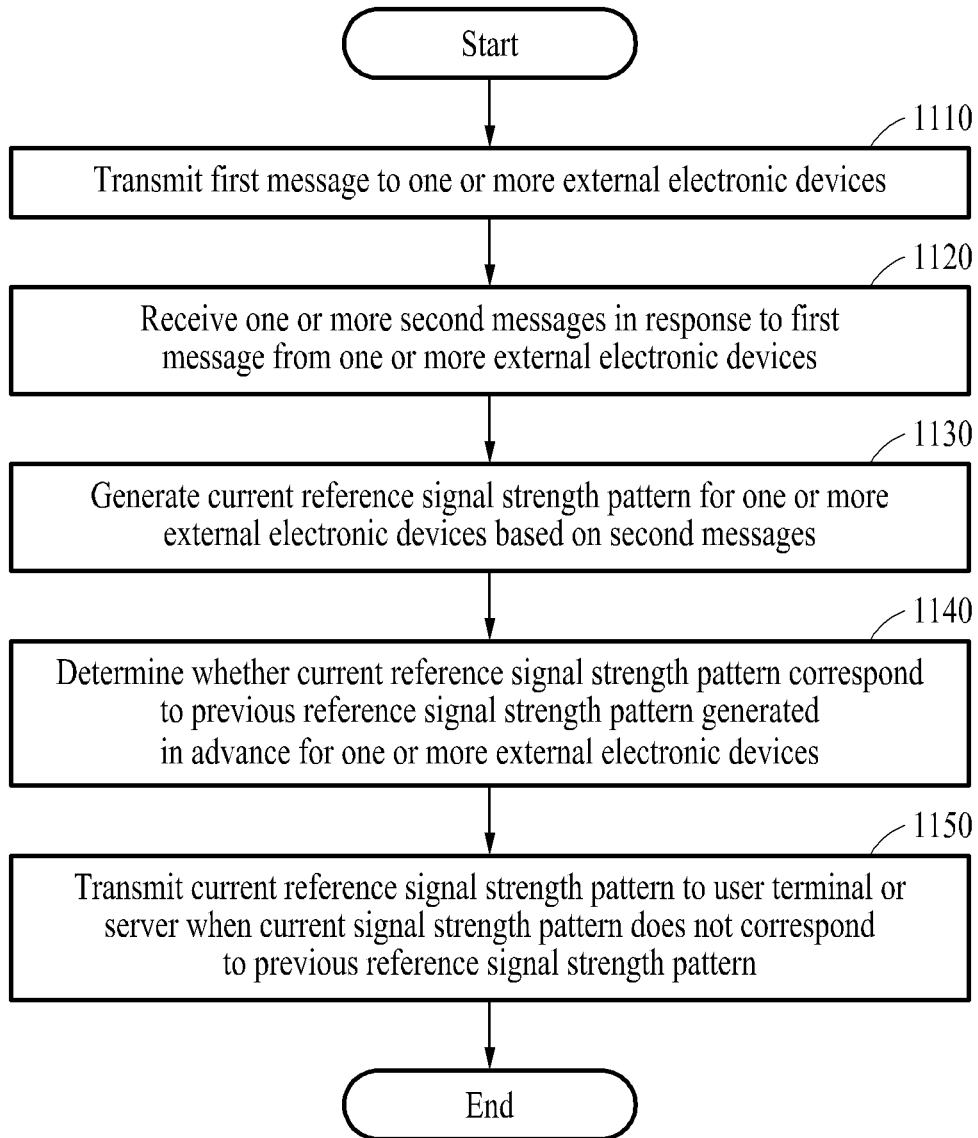 Start
1110
Transmit first message to one or more external electronic devices
1120
Receive one or more second messages in response to first
message from one or more external electronic devices
1130
Generate current reference signal strength pattern for one or more
external electronic devices based on second messages
1140
Determine whether current reference signal strength pattern correspond
to previous reference signal strength pattern generated
in advance for one or more external electronic devices
1150
Transmit current reference signal strength pattern to user terminal or
server when current signal strength pattern does not correspond
to previous reference signal strength pattern
End